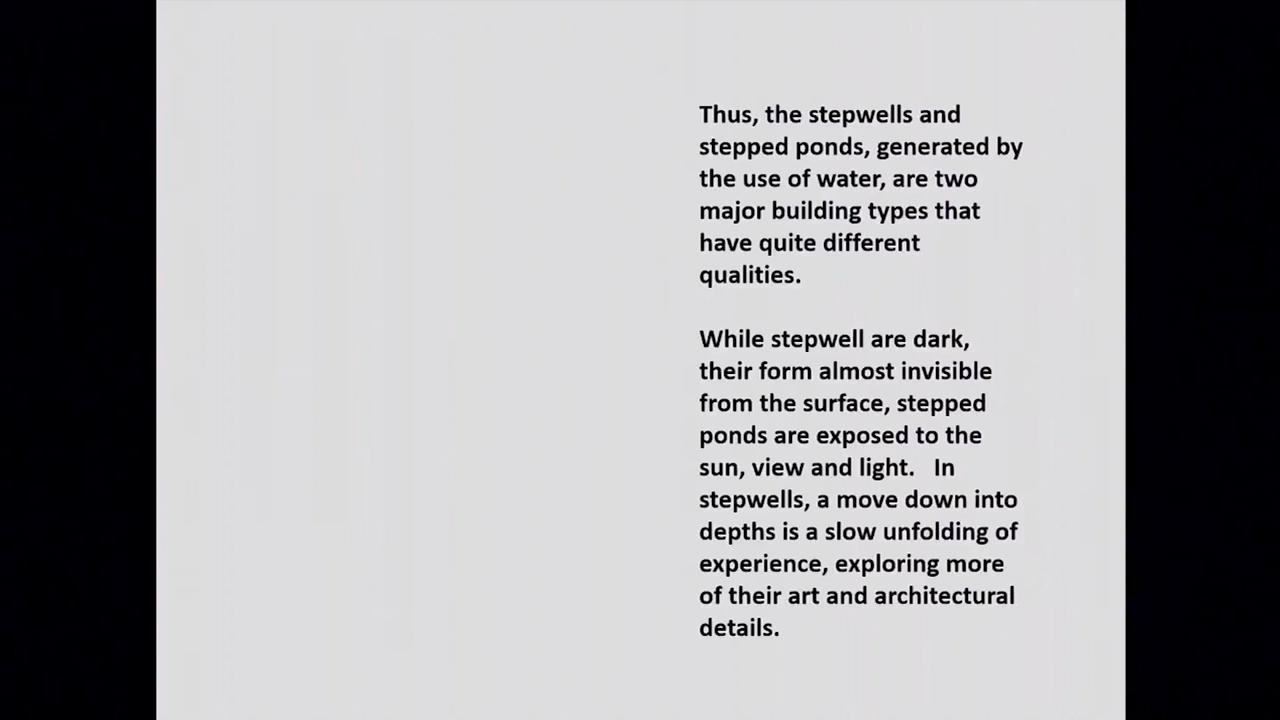 Thus, the stepwells and
stepped ponds, generated by
the use of water, are two
major building types that
have quite different
qualities.
While stepwell are dark,
their form almost invisible
from the surface, stepped
ponds are exposed to the
sun, view and light.   In
stepwells, a move down into
depths is a slow unfolding of
experience, exploring more
of their art and architectural
details.